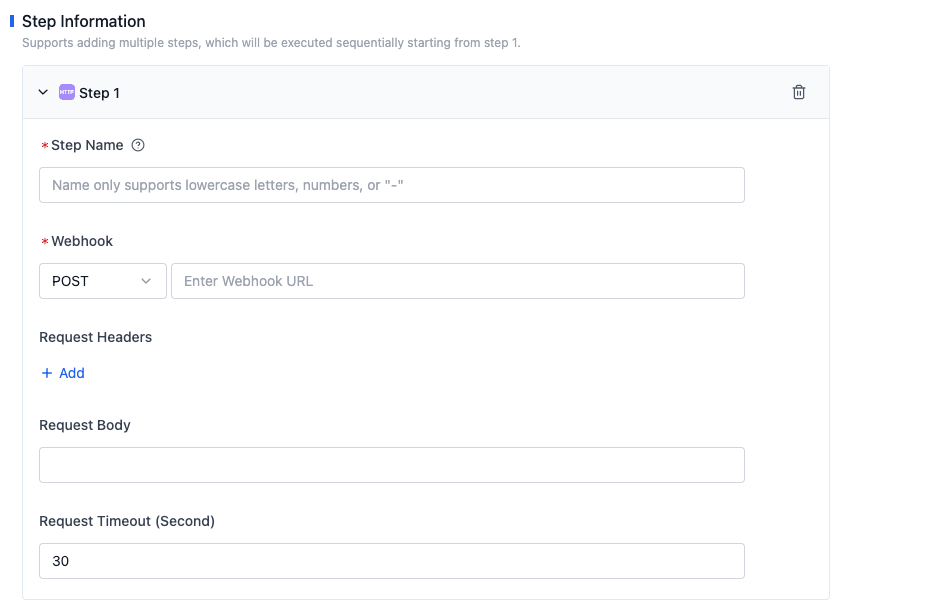 Step Information
Supports adding multiple steps, which will be executed sequentially starting from step 1.
HTTP Step 1
* Step Name ?
Name only supports lowercase letters, numbers, or "-"
* Webhook
POST Enter Webhook URL
Request Headers
+ Add
Request Body
Request Timeout (Second)
30